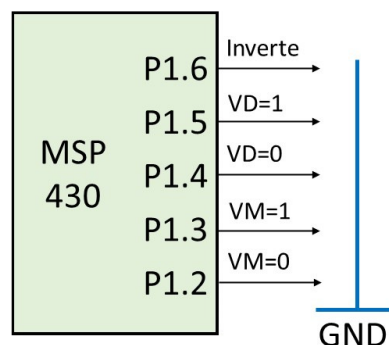 MSP
430
P1.6
Inverte
P1.5
VD=1
P1.4
VD=0
P1.3
VM=1
P1.2
VM=0
GND